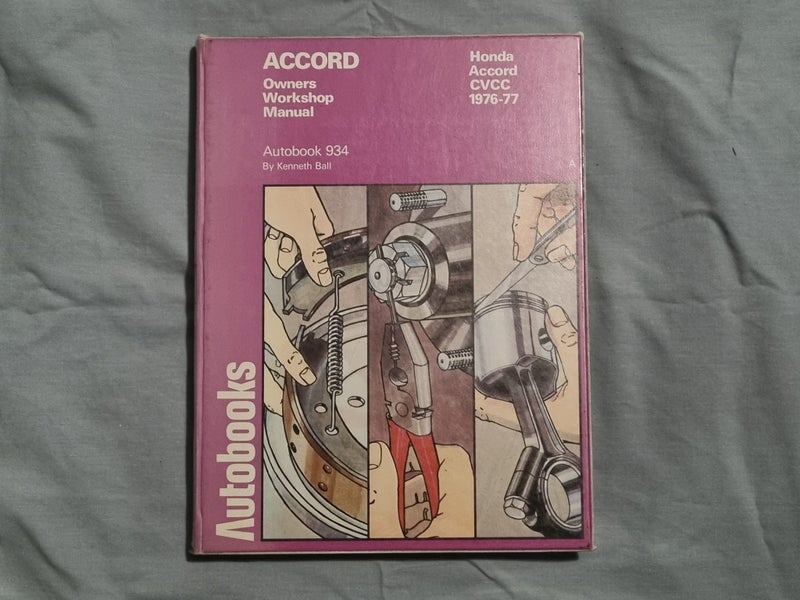 ACCORD
Owners
Workshop
Manual
Honda
Accord
CVCC
1976-77
Autobook 934
By Kenneth Ball
A
Autobooks